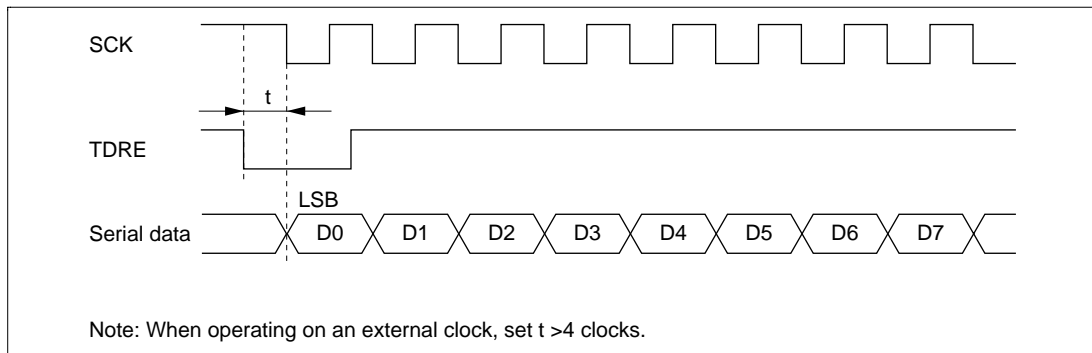 SCK
t
TDRE
LSB
Serial data D0 D1 D2 D3 D4 D5 D6 D7
Note: When operating on an external clock, set t >4 clocks.